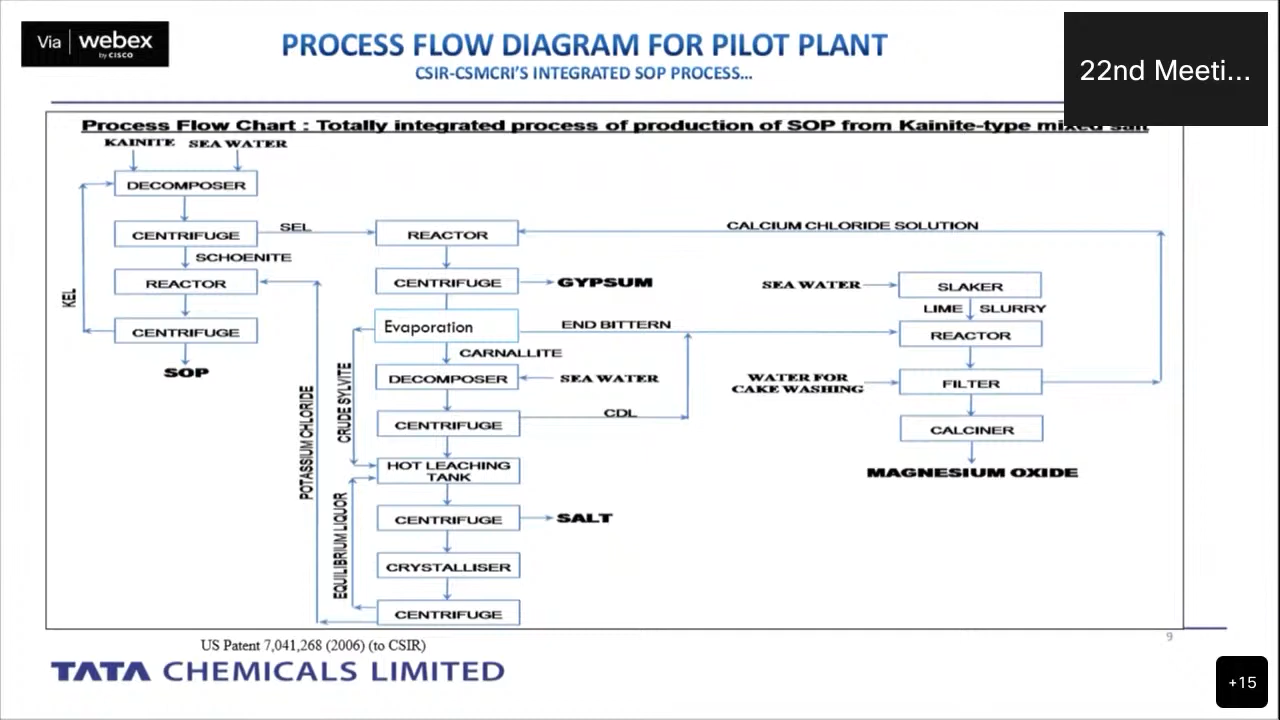 Via webex
by CISCO
PROCESS FLOW DIAGRAM FOR PILOT PLANT
CSIR-CSMCRI'S INTEGRATED SOP PROCESS...
22nd Meeti...
Process Flow Chart : Totally integrated process of production of SOP from Kainite-type mixed salt
KAINITE SEA WATER
DECOMPOSER
CENTRIFUGE
SEL
SCHOENITE
REACTOR
KEL
CENTRIFUGE
SOP
REACTOR
CALCIUM CHLORIDE SOLUTION
CENTRIFUGE
GYPSUM
Evaporation
END BITTERN
CARNALLITE
DECOMPOSER
SEA WATER
CENTRIFUGE
CDL
CRUDE SYLVITE
POTASSIUM CHLORIDE
HOT LEACHING
TANK
EQUILIBRIUM LIQUOR
CENTRIFUGE
SALT
CRYSTALLISER
CENTRIFUGE
SEA WATER
SLAKER
LIME SLURRY
REACTOR
WATER FOR
CAKE WASHING
FILTER
CALCINER
MAGNESIUM OXIDE
9
US Patent 7,041,268 (2006) (to CSIR)
TATA CHEMICALS LIMITED
+15